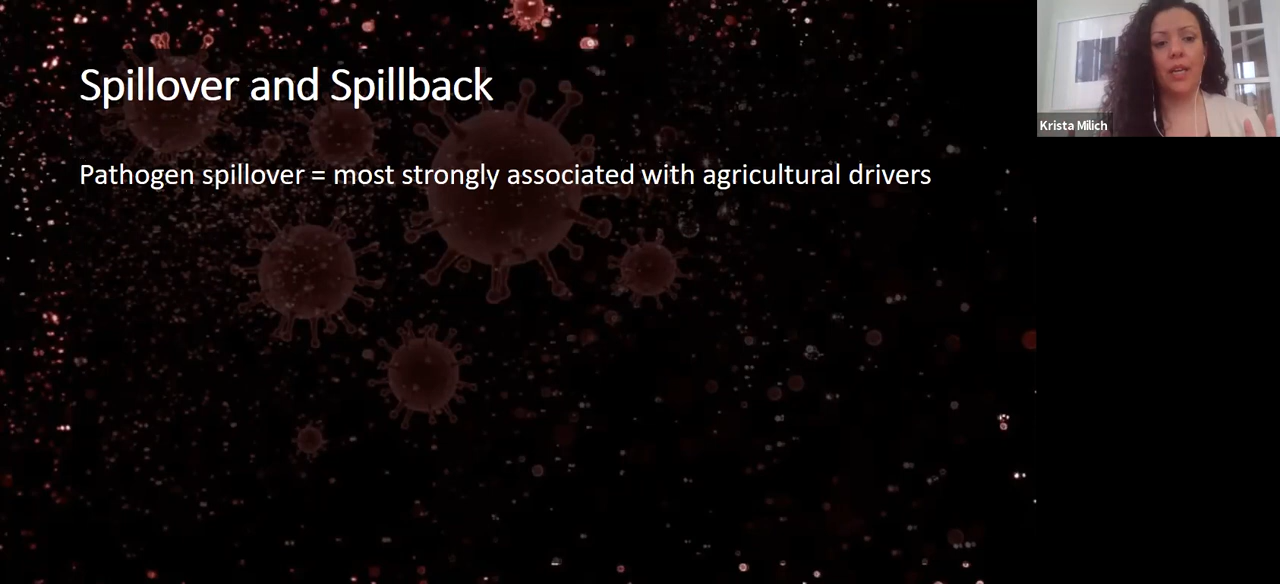 Spillover and Spillback
Pathogen spillover = most strongly associated with agricultural drivers
Krista Milich